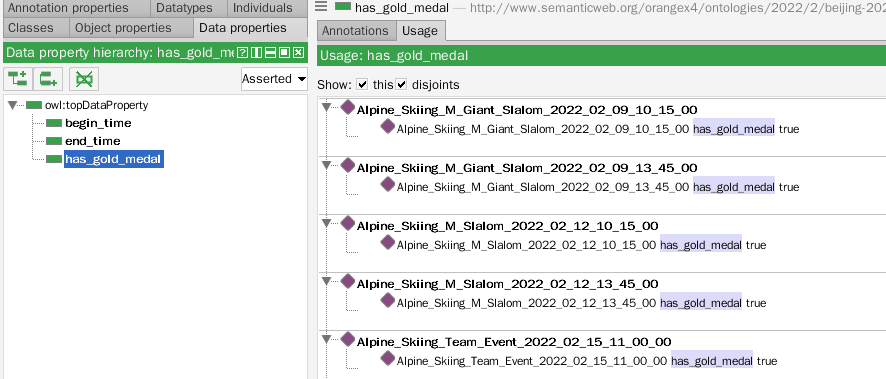 Annotation properties Datatypes Individuals
Classes Object properties Data properties
Data property hierarchy: has_gold_me
Asserted
owl:topDataProperty
begin_time
end_time
has_gold_medal
has_gold_medal — http://www.semanticweb.org/orangex4/ontologies/2022/2/beijing-202
Annotations Usage
Usage: has_gold_medal
Show: this disjoints
Alpine_Skiing_M_Giant_Slalom_2022_02_09_10_15_00
Alpine_Skiing_M_Giant_Slalom_2022_02_09_10_15_00 has_gold_medal true
Alpine_Skiing_M_Giant_Slalom_2022_02_09_13_45_00
Alpine_Skiing_M_Giant_Slalom_2022_02_09_13_45_00 has_gold_medal true
Alpine_Skiing_M_Slalom_2022_02_12_10_15_00
Alpine_Skiing_M_Slalom_2022_02_12_10_15_00 has_gold_medal true
Alpine_Skiing_M_Slalom_2022_02_12_13_45_00
Alpine_Skiing_M_Slalom_2022_02_12_13_45_00 has_gold_medal true
Alpine_Skiing_Team_Event_2022_02_15_11_00_00
Alpine_Skiing_Team_Event_2022_02_15_11_00_00 has_gold_medal true